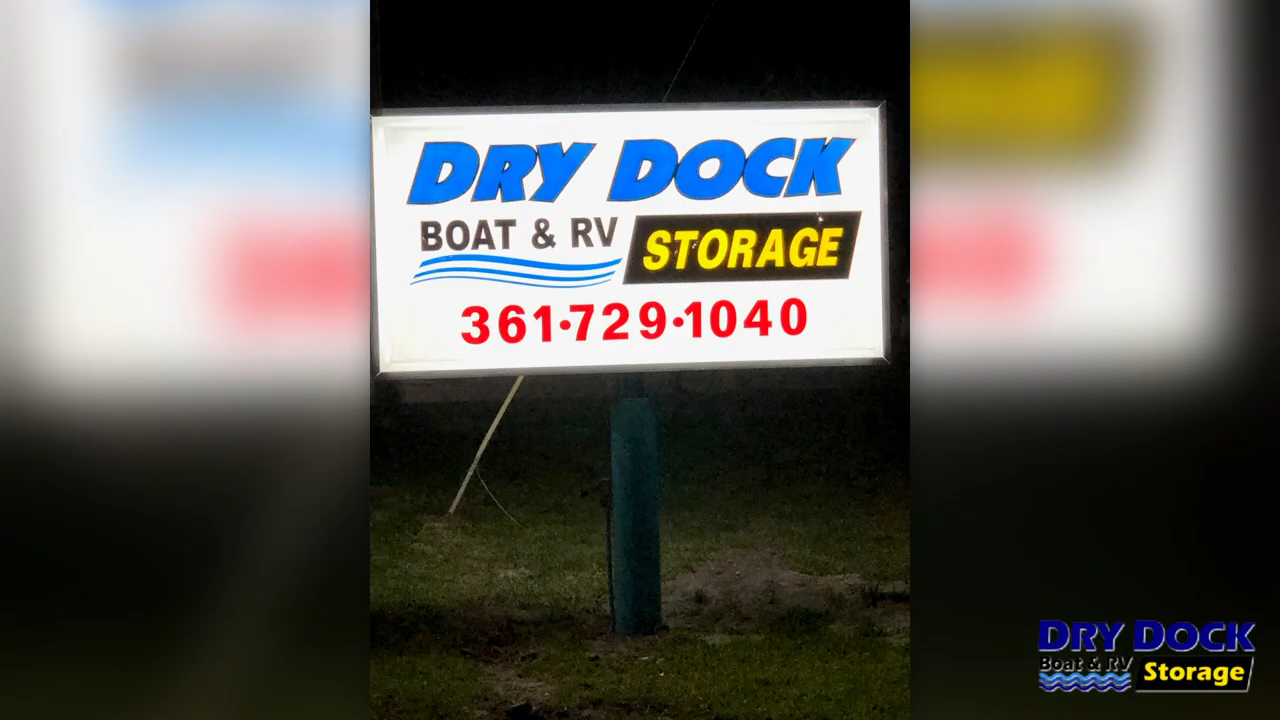 DRY DOCK
BOAT & RV STORAGE
361•729•1040
DRY DOCK
Boat & RV Storage